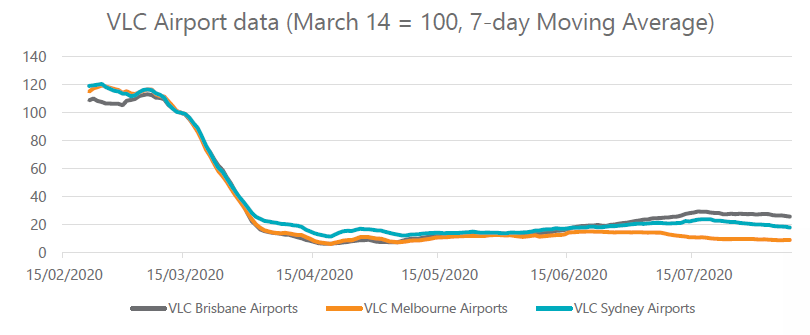 VLC Airport data (March 14 = 100, 7-day Moving Average)
140
120
100
80
60
40
20
0
15/02/2020 15/03/2020 15/04/2020 15/05/2020 15/06/2020 15/07/2020
VLC Brisbane Airports VLC Melbourne Airports VLC Sydney Airports